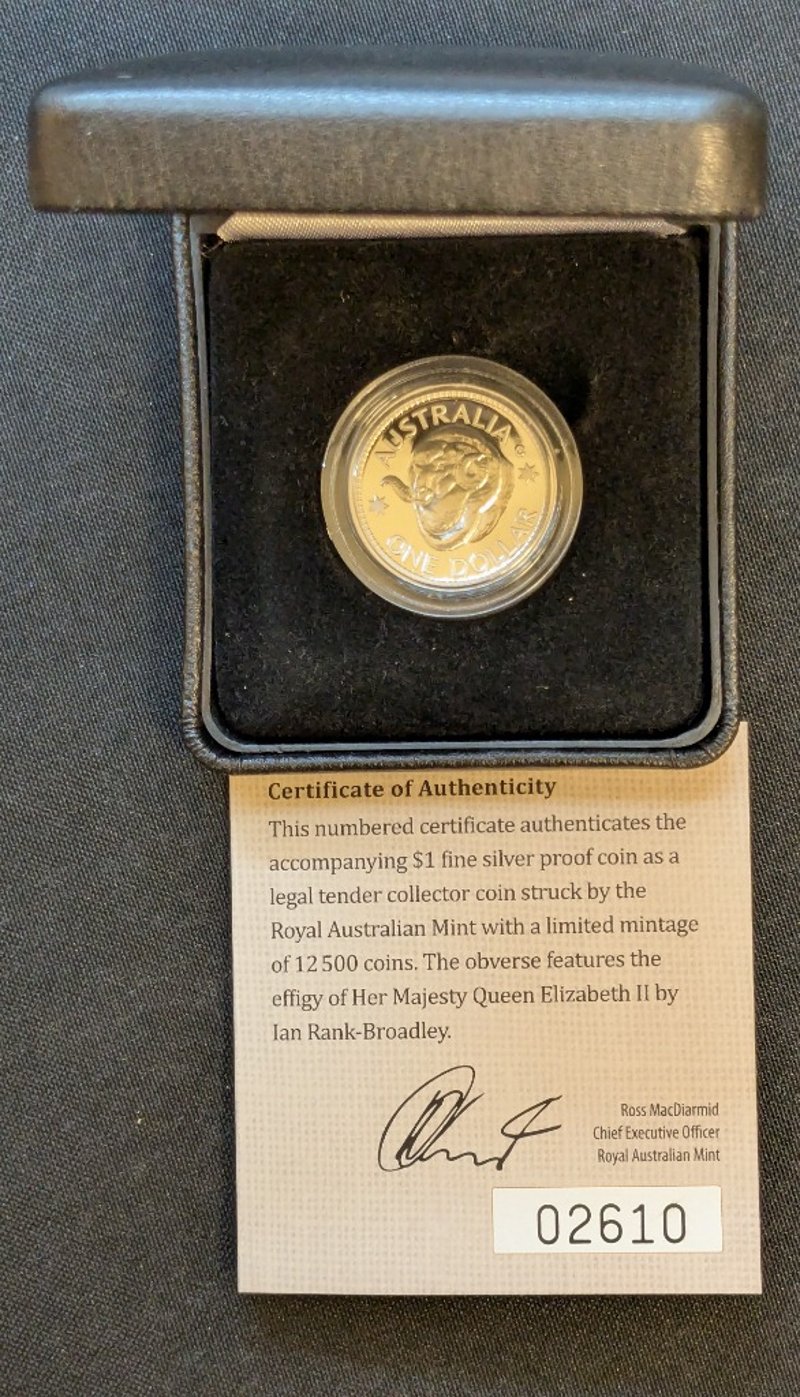 AUSTRALIA
C
ONE DOLLAR
Certificate of Authenticity
This numbered certificate authenticates the
accompanying $1 fine silver proof coin as a
legal tender collector coin struck by the
Royal Australian Mint with a limited mintage
of 12 500 coins. The obverse features the
effigy of Her Majesty Queen Elizabeth II by
Ian Rank-Broadley.
Ross MacDiarmid
Chief Executive Officer
Royal Australian Mint
02610